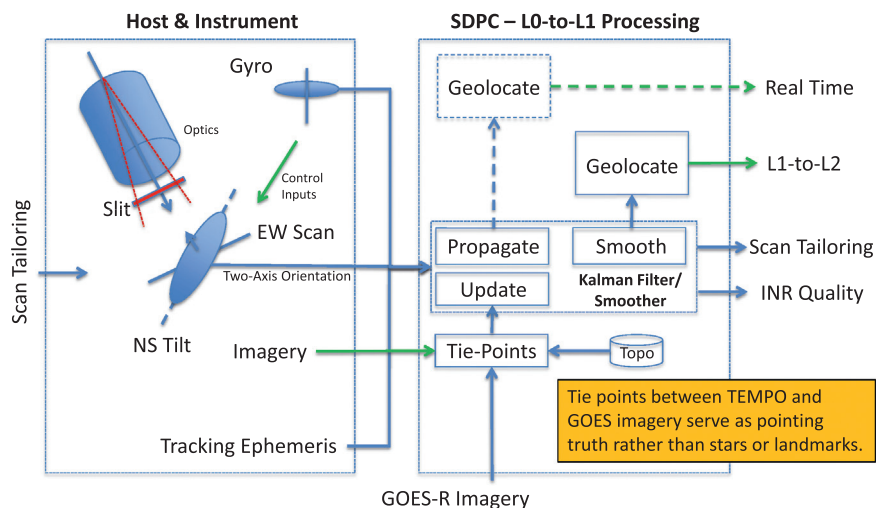 Host & Instrument
SDPC – L0-to-L1 Processing
Gyro
Optics
Slit
Control
Inputs
EW Scan
Two-Axis Orientation
NS Tilt
Scan Tailoring
Imagery
Tracking Ephemeris
Geolocate
Real Time
Geolocate
L1-to-L2
Propagate
Smooth
Scan Tailoring
Update
Kalman Filter/
Smoother
INR Quality
Tie-Points
Topo
Tie points between TEMPO and
GOES imagery serve as pointing
truth rather than stars or landmarks.
GOES-R Imagery